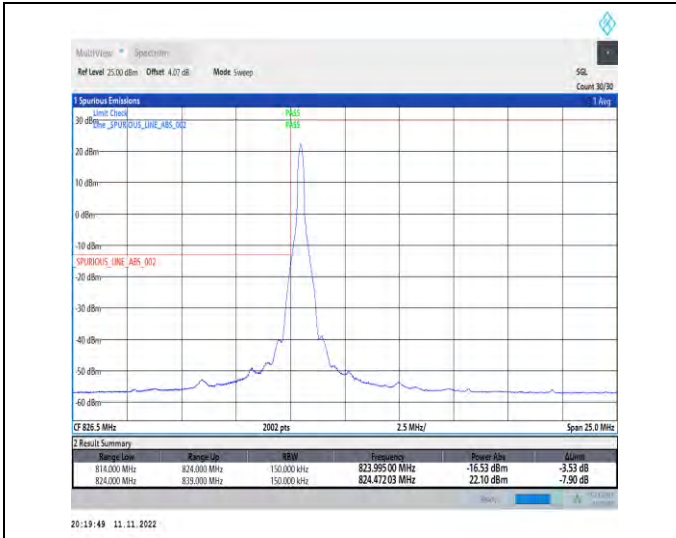 MultiView Spectrum
Ref Level 25.00 dBm Offset 4.07 dB Mode Sweep SGL
Count 30/30
1 Spurious Emissions 1 Avg
Limit Check PASS
30 dBm
Line _SPURIOUS_LINE_ABS_002 PASS
20 dBm
10 dBm
0 dBm
-10 dBm
SPURIOUS_LINE_ABS_002
-20 dBm
-30 dBm
-40 dBm
-50 dBm
-60 dBm
CF 826.5 MHz 2002 pts 2.5 MHz/ Span 25.0 MHz
2 Result Summary
Range Low Range Up RBW Frequency Power Abs ΔLimit
814.000 MHz 824.000 MHz 150.000 kHz 823.99500 MHz -16.53 dBm -3.53 dB
824.000 MHz 839.000 MHz 150.000 kHz 824.47203 MHz 22.10 dBm -7.90 dB
20:19:49 11.11.2022